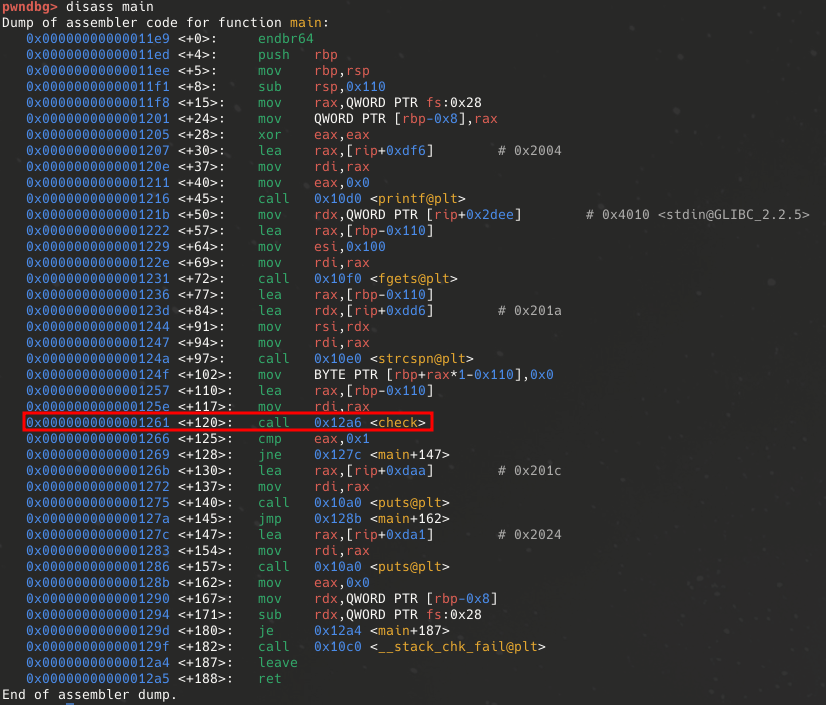 pwndbg> disass main
Dump of assembler code for function main:
0x00000000000011e9 <+0>: endbr64
0x00000000000011ed <+4>: push rbp
0x00000000000011ee <+5>: mov rbp,rsp
0x00000000000011f1 <+8>: sub rsp,0x110
0x00000000000011f8 <+15>: mov rax,QWORD PTR fs:0x28
0x0000000000001201 <+24>: mov QWORD PTR [rbp-0x8],rax
0x0000000000001205 <+28>: xor eax,eax
0x0000000000001207 <+30>: lea rax,[rip+0xdf6] # 0x2004
0x000000000000120e <+37>: mov rdi,rax
0x0000000000001211 <+40>: mov eax,0x0
0x0000000000001216 <+45>: call 0x10d0 <printf@plt>
0x000000000000121b <+50>: mov rdx,QWORD PTR [rip+0x2dee] # 0x4010 <stdin@GLIBC_2.2.5>
0x0000000000001222 <+57>: lea rax,[rbp-0x110]
0x0000000000001229 <+64>: mov esi,0x100
0x000000000000122e <+69>: mov rdi,rax
0x0000000000001231 <+72>: call 0x10f0 <fgets@plt>
0x0000000000001236 <+77>: lea rax,[rbp-0x110]
0x000000000000123d <+84>: lea rdx,[rip+0xdd6] # 0x201a
0x0000000000001244 <+91>: mov rsi,rdx
0x0000000000001247 <+94>: mov rdi,rax
0x000000000000124a <+97>: call 0x10e0 <strcspn@plt>
0x000000000000124f <+102>: mov BYTE PTR [rbp+rax*1-0x110],0x0
0x0000000000001257 <+110>: lea rax,[rbp-0x110]
0x000000000000125e <+117>: mov rdi,rax
0x0000000000001261 <+120>: call 0x12a6 <check>
0x0000000000001266 <+125>: cmp eax,0x1
0x0000000000001269 <+128>: jne 0x127c <main+147>
0x000000000000126b <+130>: lea rax,[rip+0xdaa] # 0x201c
0x0000000000001272 <+137>: mov rdi,rax
0x0000000000001275 <+140>: call 0x10a0 <puts@plt>
0x000000000000127a <+145>: jmp 0x128b <main+162>
0x000000000000127c <+147>: lea rax,[rip+0xda1] # 0x2024
0x0000000000001283 <+154>: mov rdi,rax
0x0000000000001286 <+157>: call 0x10a0 <puts@plt>
0x000000000000128b <+162>: mov eax,0x0
0x0000000000001290 <+167>: mov rdx,QWORD PTR [rbp-0x8]
0x0000000000001294 <+171>: sub rdx,QWORD PTR fs:0x28
0x000000000000129d <+180>: je 0x12a4 <main+187>
0x000000000000129f <+182>: call 0x10c0 <__stack_chk_fail@plt>
0x00000000000012a4 <+187>: leave
0x00000000000012a5 <+188>: ret
End of assembler dump.